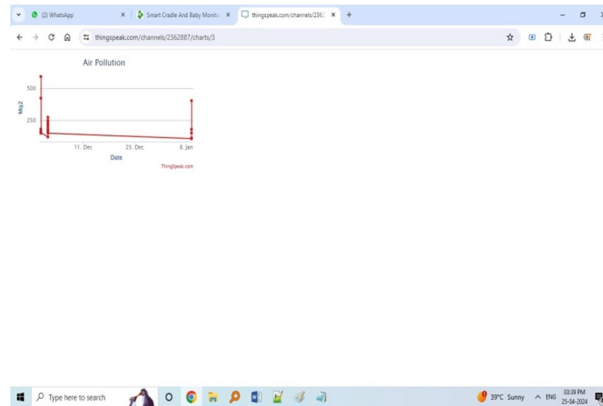 (2) WhatsApp
Smart Cradle And Baby Monito
thingspeak.com/channels/2362
thingspeak.com/channels/2362887/charts/3
Air Pollution
500
250
Mq2
11. Dec
25. Dec
8. Jan
Date
ThingSpeak.com
Type here to search
39°C Sunny
ENG
03:39 PM
25-04-2024